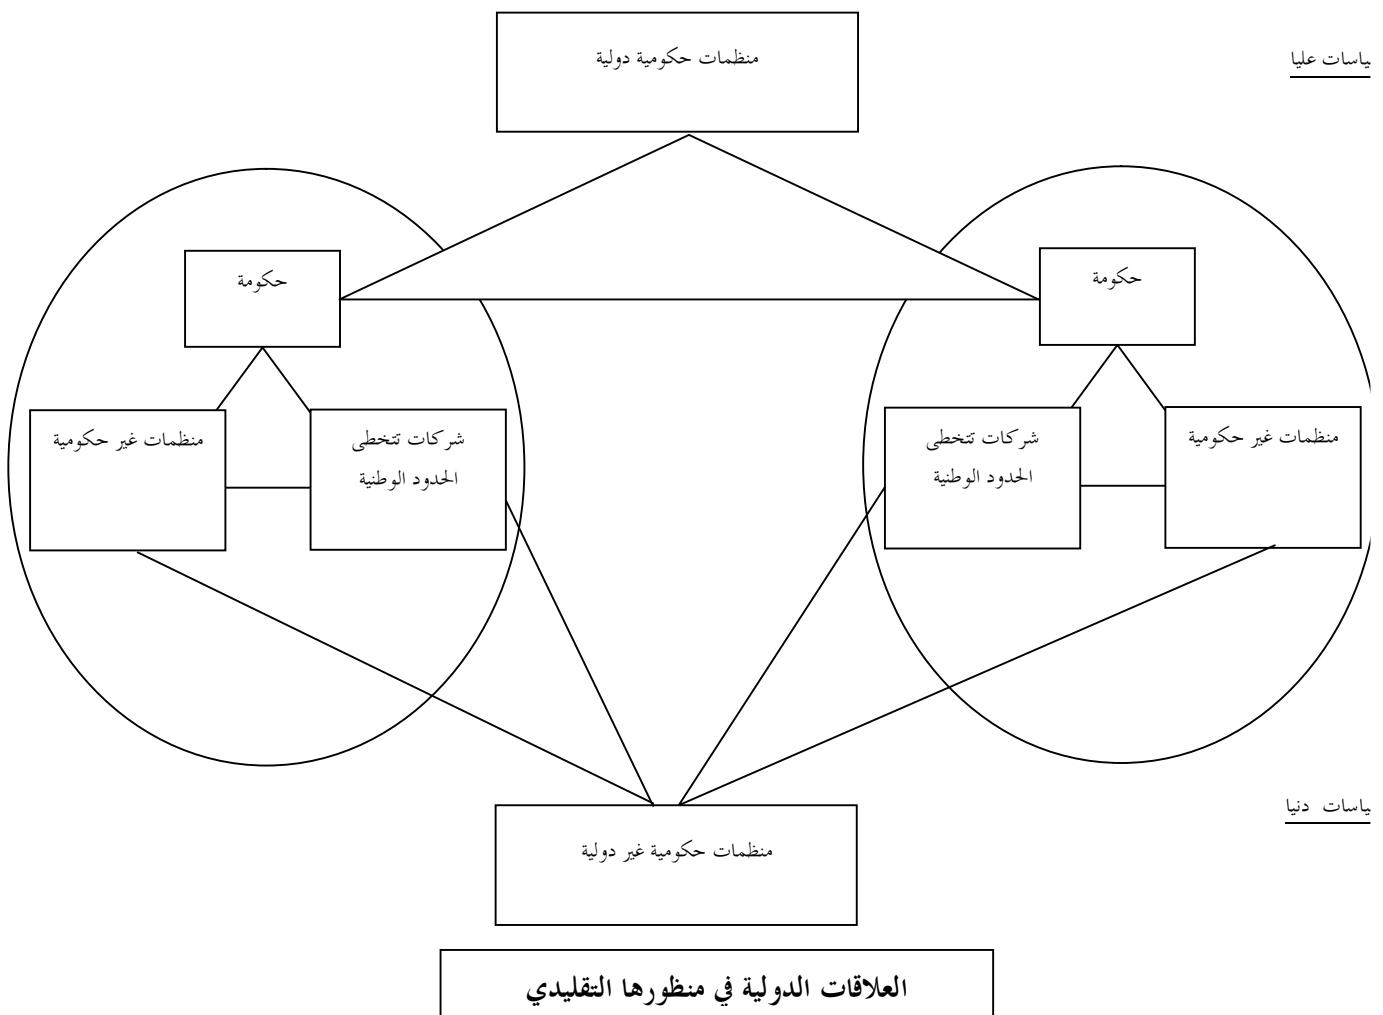 منظمات حكومية دولية
ياسات عليا
حكومة
حكومة
منظمات غير حكومية
شركات تتخطى
الحدود الوطنية
شركات تتخطى
الحدود الوطنية
منظمات غير حكومية
ياسات دنيا
منظمات حكومية غير دولية
العلاقات الدولية في منظورها التقليدي